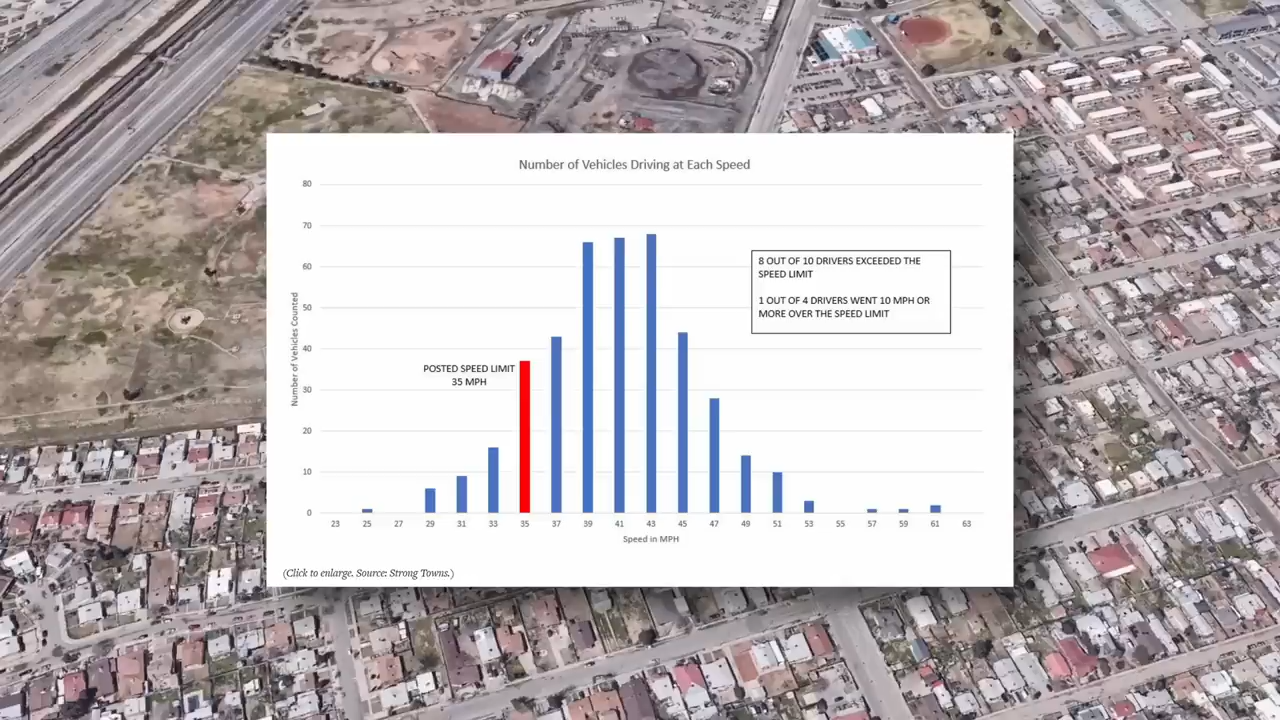 Number of Vehicles Driving at Each Speed
80
70
60
50
40
30
20
10
0
Number of Vehicles Counted
8 OUT OF 10 DRIVERS EXCEEDED THE
SPEED LIMIT
1 OUT OF 4 DRIVERS WENT 10 MPH OR
MORE OVER THE SPEED LIMIT
POSTED SPEED LIMIT
35 MPH
23 25 27 29 31 33 35 37 39 41 43 45 47 49 51 53 55 57 59 61 63
Speed in MPH
(Click to enlarge. Source: Strong Towns.)